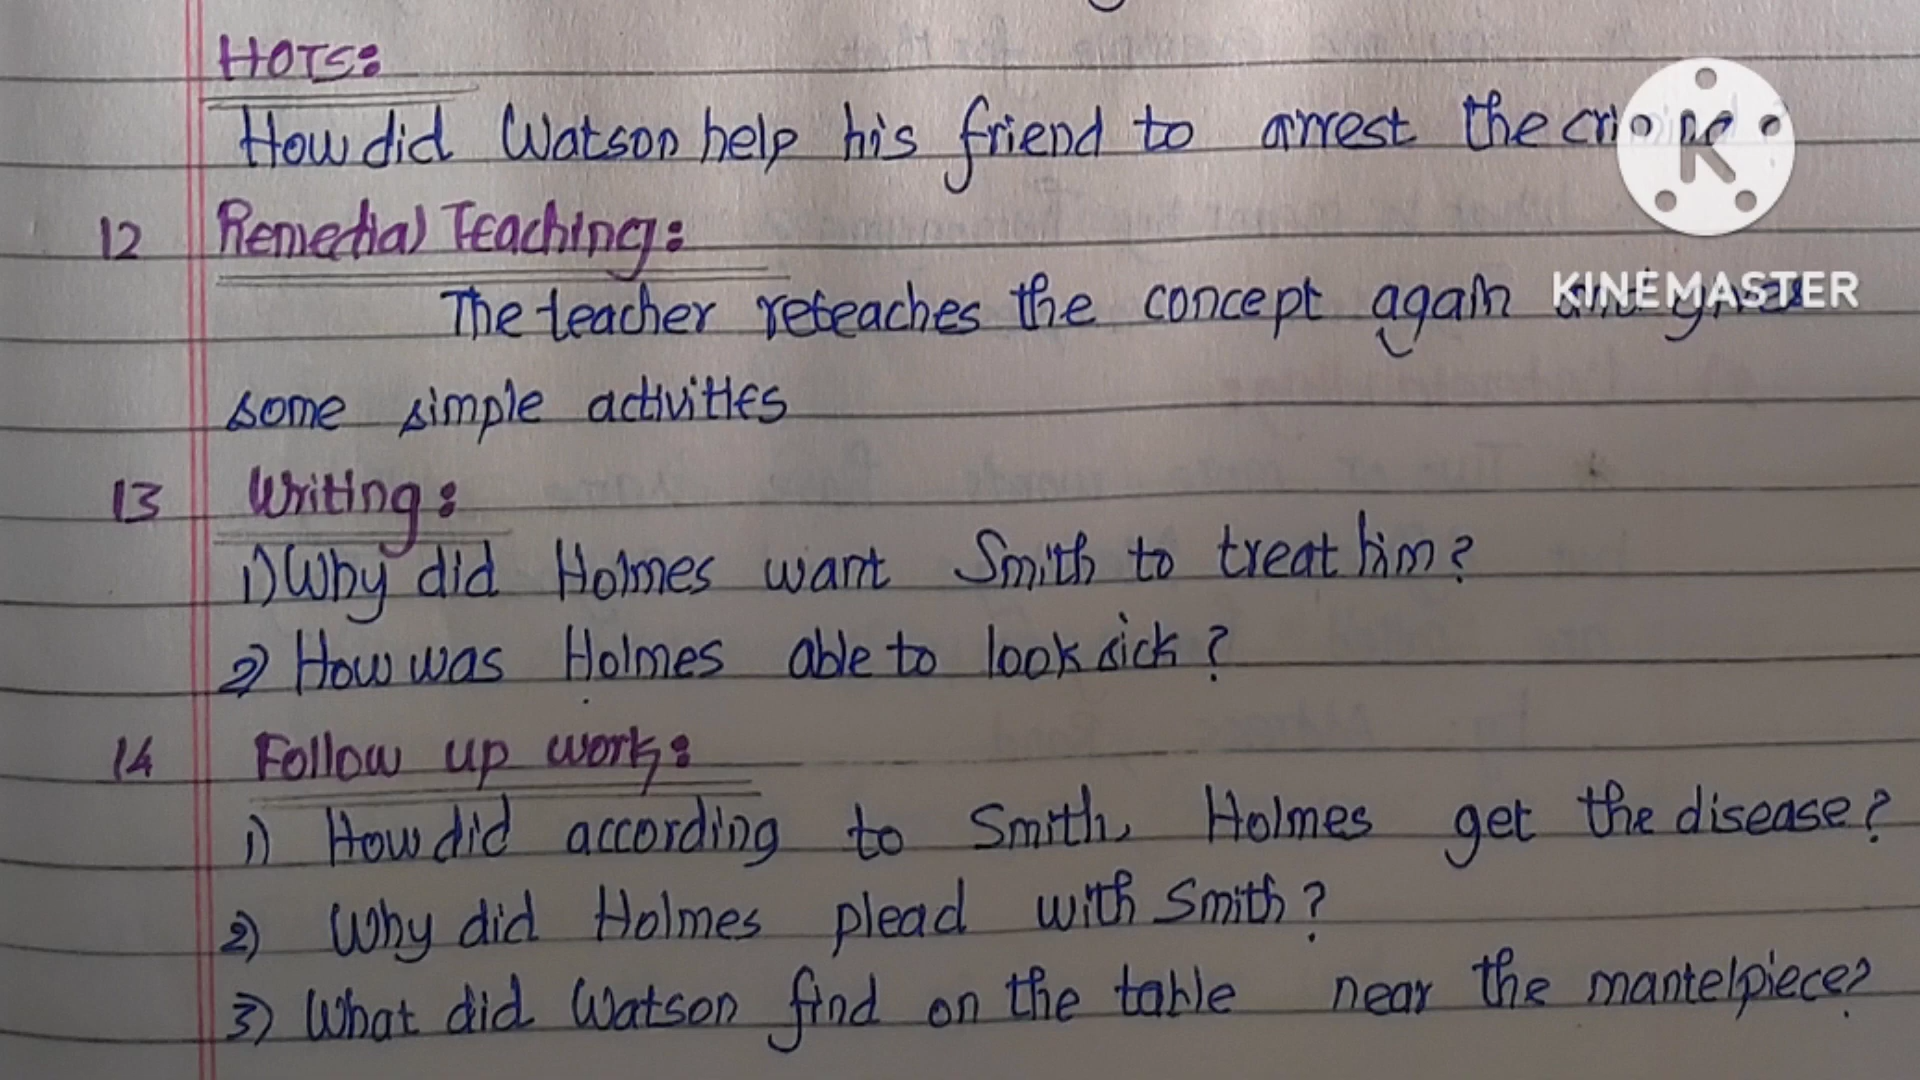 HOTS:
How did Watson help his friend to arrest the criminal?
12 Remedial Teaching:
The teacher reteaches the concept again and gives
KINEMASTER
some simple activities
13 Writing:
1) Why did Holmes want Smith to treat him?
2) How was Holmes able to look sick?
14 Follow up work:
1) How did according to Smith, Holmes get the disease?
2) Why did Holmes plead with Smith?
3) What did Watson find on the table near the mantelpiece?